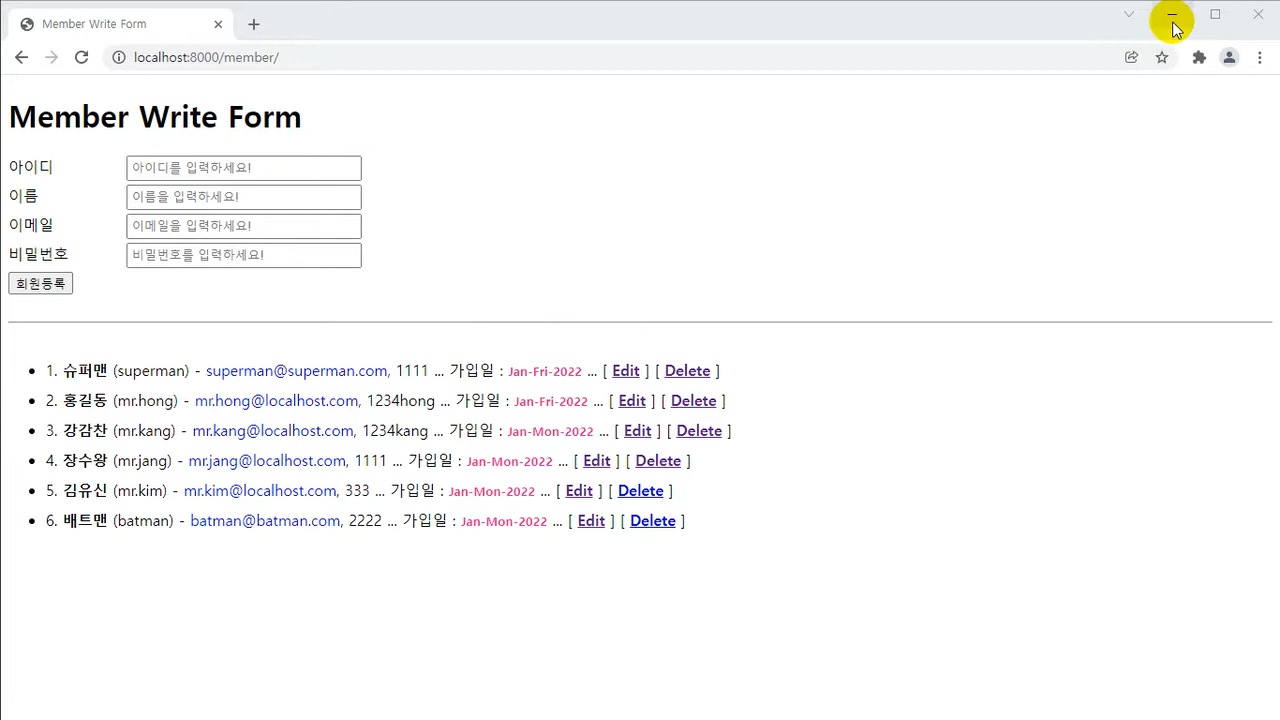 Member Write Form
localhost:8000/member/
Member Write Form
아이디 아이디를 입력하세요!
이름 이름을 입력하세요!
이메일 이메일을 입력하세요!
비밀번호 비밀번호를 입력하세요!
회원등록
1. 슈퍼맨 (superman) - superman@superman.com, 1111 ... 가입일 : Jan-Fri-2022 ... [ Edit ] [ Delete ]
2. 홍길동 (mr.hong) - mr.hong@localhost.com, 1234hong ... 가입일 : Jan-Fri-2022 ... [ Edit ] [ Delete ]
3. 강감찬 (mr.kang) - mr.kang@localhost.com, 1234kang ... 가입일 : Jan-Mon-2022 ... [ Edit ] [ Delete ]
4. 장수왕 (mr.jang) - mr.jang@localhost.com, 1111 ... 가입일 : Jan-Mon-2022 ... [ Edit ] [ Delete ]
5. 김유신 (mr.kim) - mr.kim@localhost.com, 333 ... 가입일 : Jan-Mon-2022 ... [ Edit ] [ Delete ]
6. 배트맨 (batman) - batman@batman.com, 2222 ... 가입일 : Jan-Mon-2022 ... [ Edit ] [ Delete ]